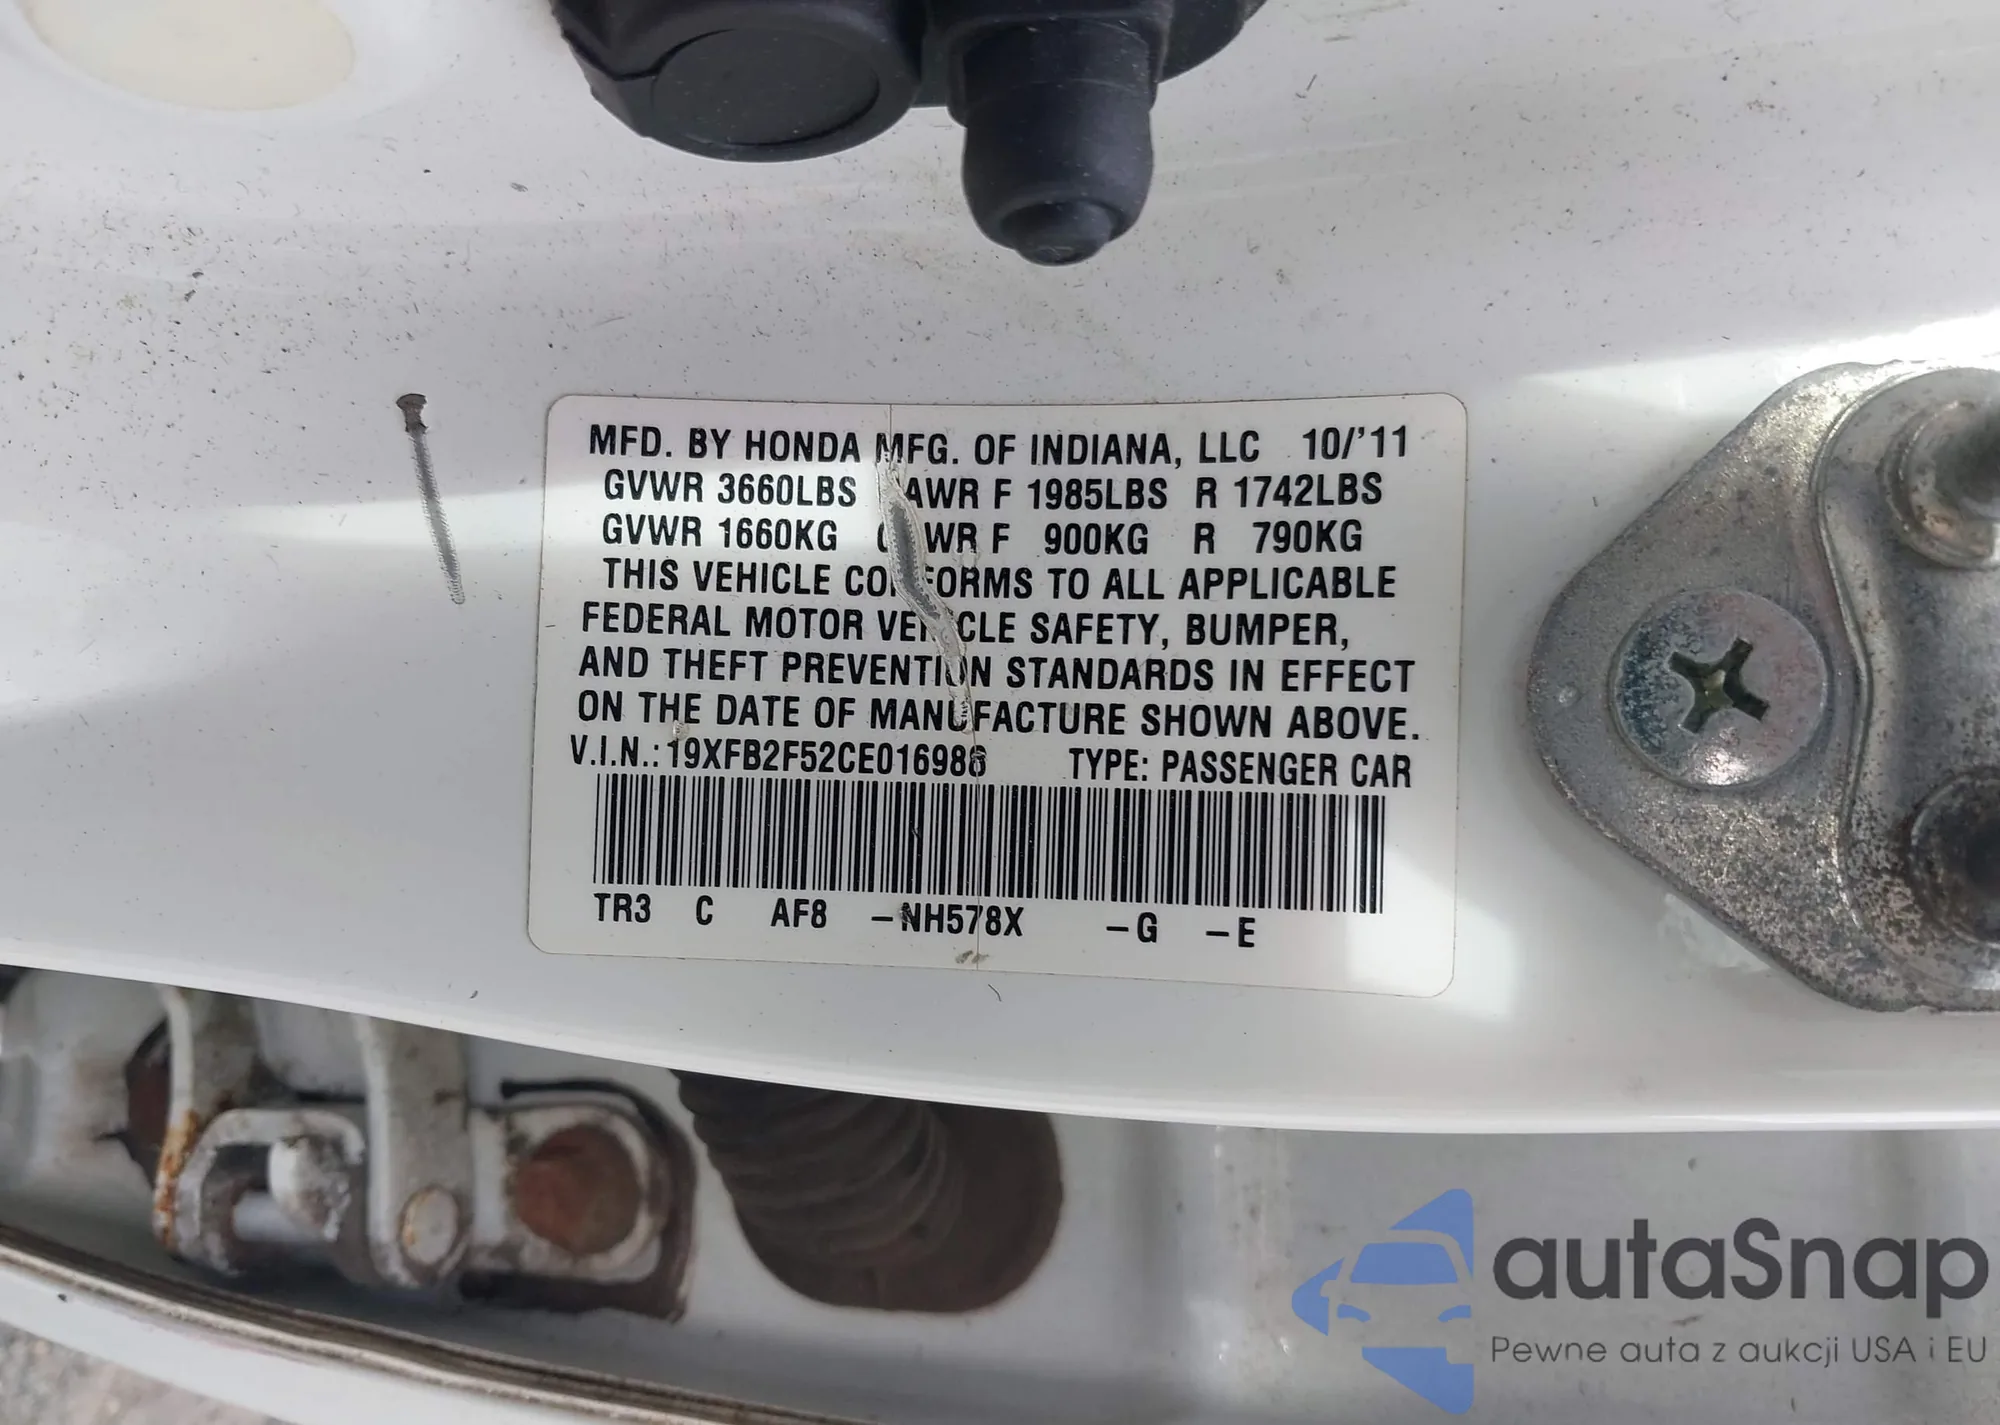 MFD. BY HONDA MFG. OF INDIANA, LLC 10/'11
GVWR 3660LBS GAWR F 1985LBS R 1742LBS
GVWR 1660KG GAWR F 900KG R 790KG
THIS VEHICLE CONFORMS TO ALL APPLICABLE
FEDERAL MOTOR VEHICLE SAFETY, BUMPER,
AND THEFT PREVENTION STANDARDS IN EFFECT
ON THE DATE OF MANUFACTURE SHOWN ABOVE.
V.I.N.: 19XFB2F52CE016988 TYPE: PASSENGER CAR
TR3 C AF8 –NH578X –G –E
autaSnap
Pewne auta z aukcji USA i EU